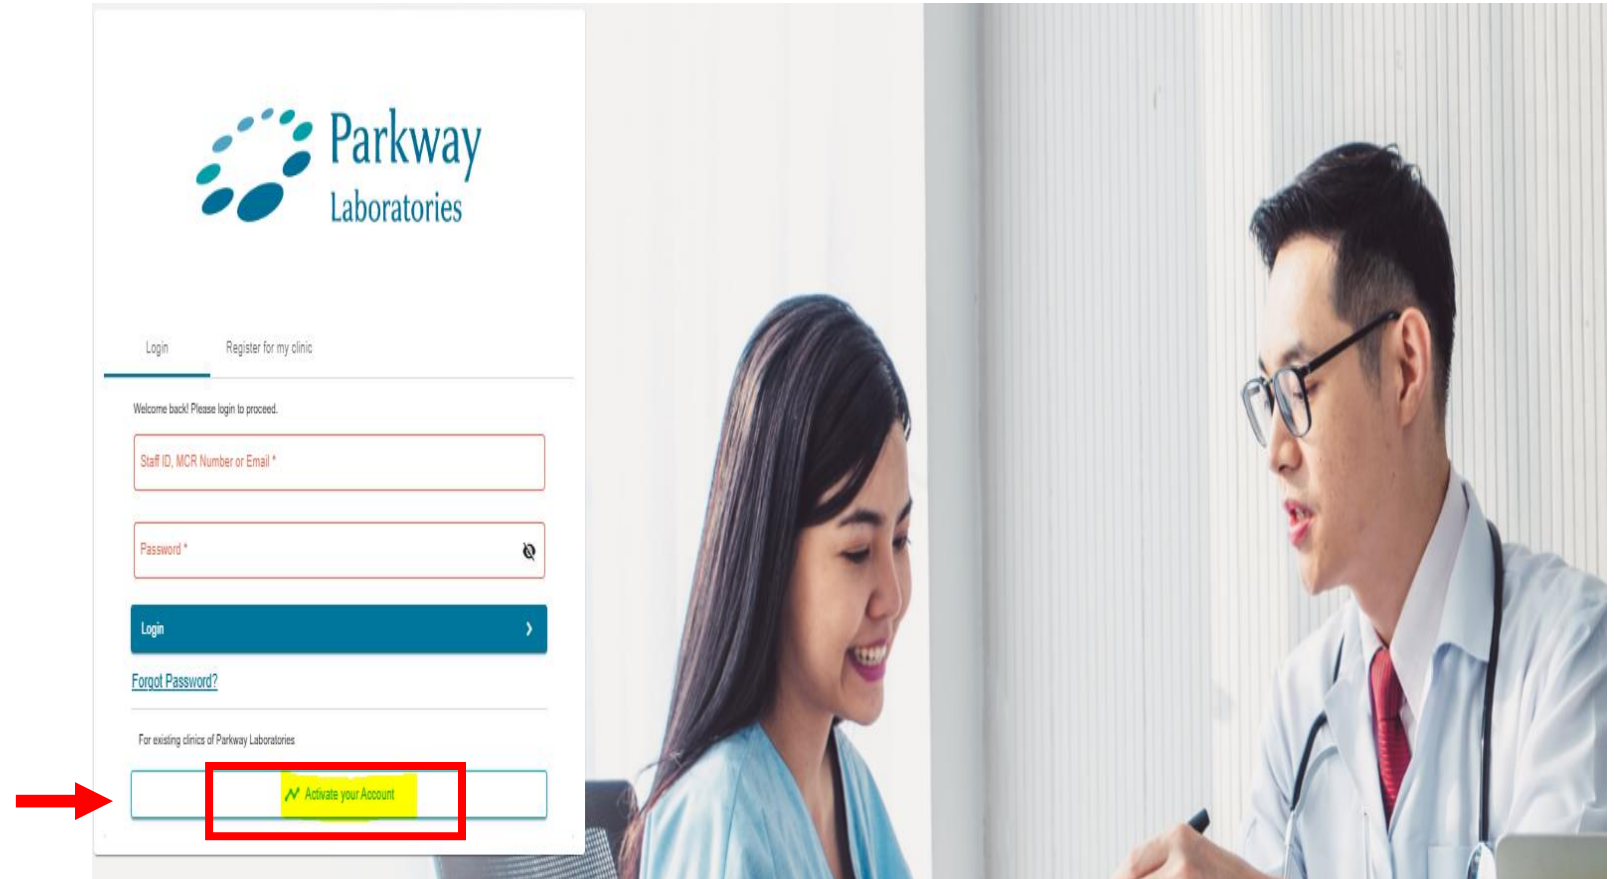 Parkway
Laboratories
Login
Register for my clinic
Welcome back! Please login to proceed.
Staff ID, MCR Number or Email *
Password *
Login
Forgot Password?
For existing clinics of Parkway Laboratories
Activate your Account